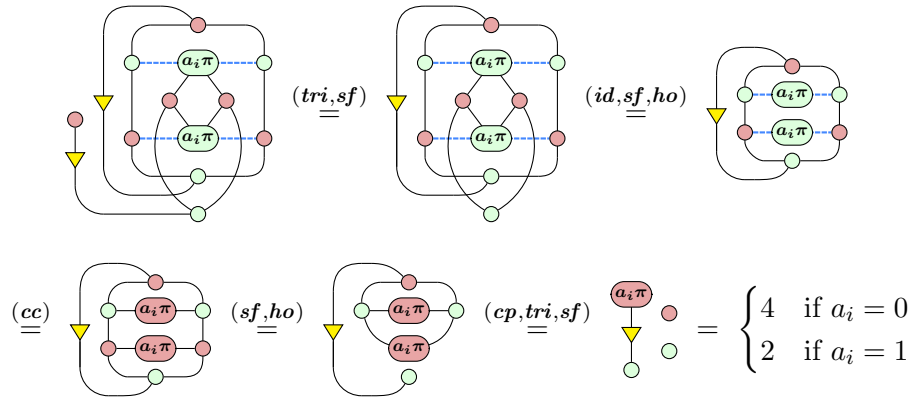 a_iπ a_iπ (tri,sf) = a_iπ a_iπ (id,sf,ho) = a_iπ a_iπ
(cc) = a_iπ a_iπ (sf,ho) = a_iπ a_iπ (cp,tri,sf) = a_iπ = { 4 if a_i = 0
2 if a_i = 1